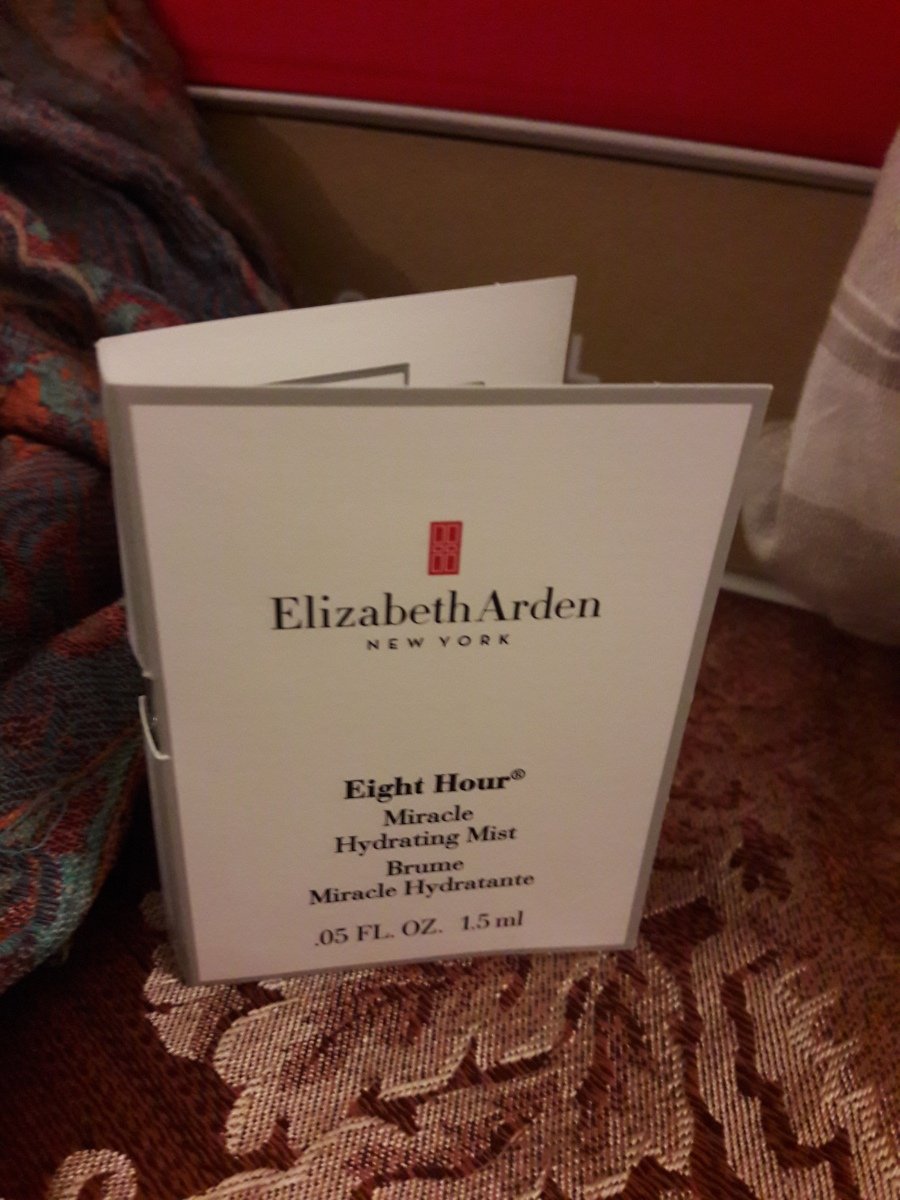 Elizabeth Arden
NEW YORK
Eight Hour®
Miracle
Hydrating Mist
Brume
Miracle Hydratante
.05 FL. OZ. 1.5 ml